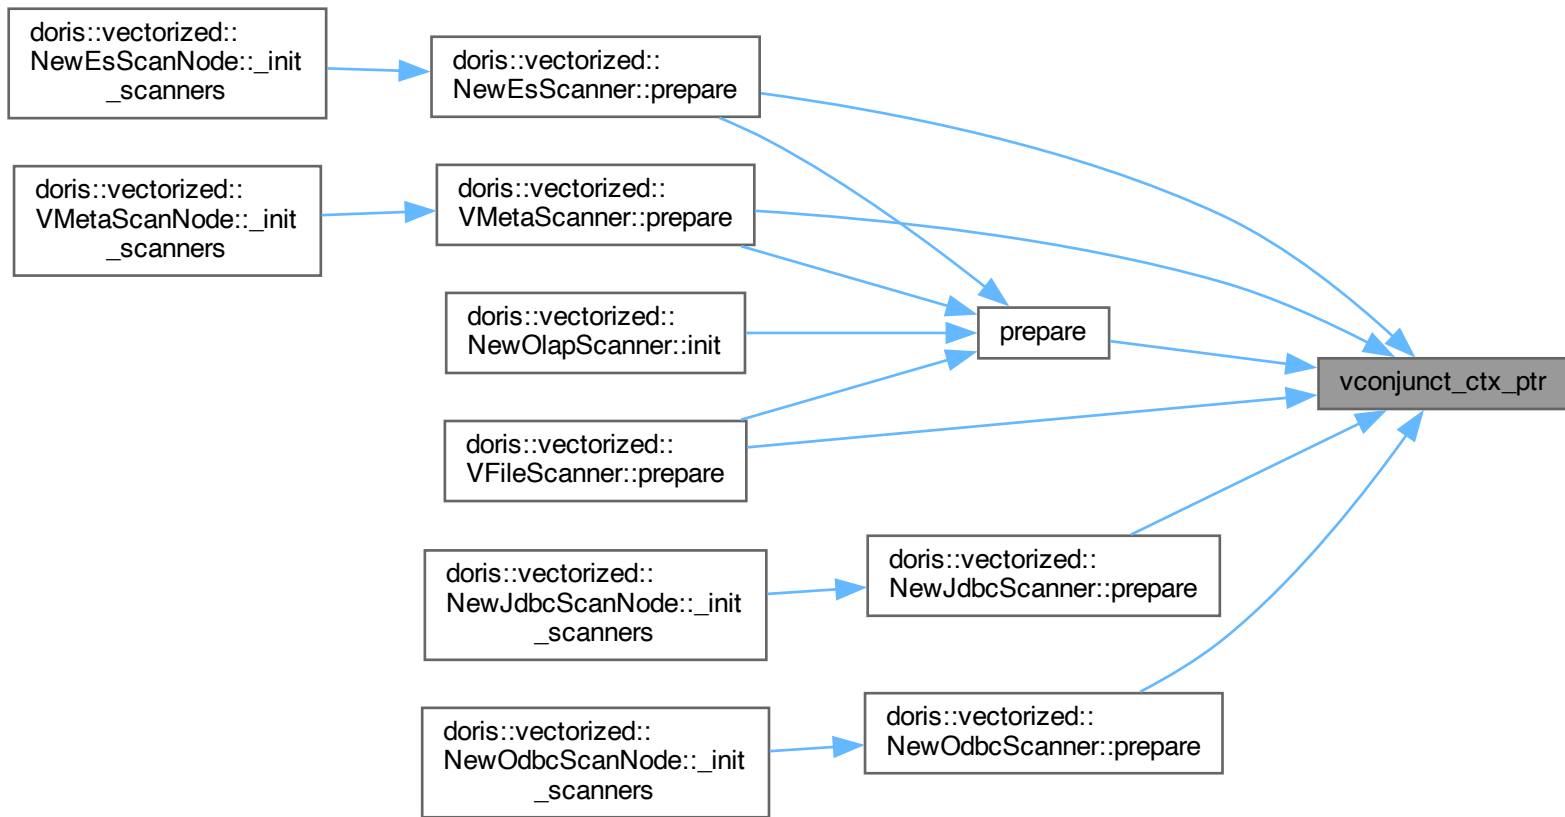 doris::vectorized::
NewEsScanNode::_init
_scanners
doris::vectorized::
NewEsScanner::prepare
doris::vectorized::
VMetaScanNode::_init
_scanners
doris::vectorized::
VMetaScanner::prepare
doris::vectorized::
NewOlapScanner::init
prepare
vconjunct_ctx_ptr
doris::vectorized::
VFileScanner::prepare
doris::vectorized::
NewJdbcScanNode::_init
_scanners
doris::vectorized::
NewJdbcScanner::prepare
doris::vectorized::
NewOdbcScanNode::_init
_scanners
doris::vectorized::
NewOdbcScanner::prepare